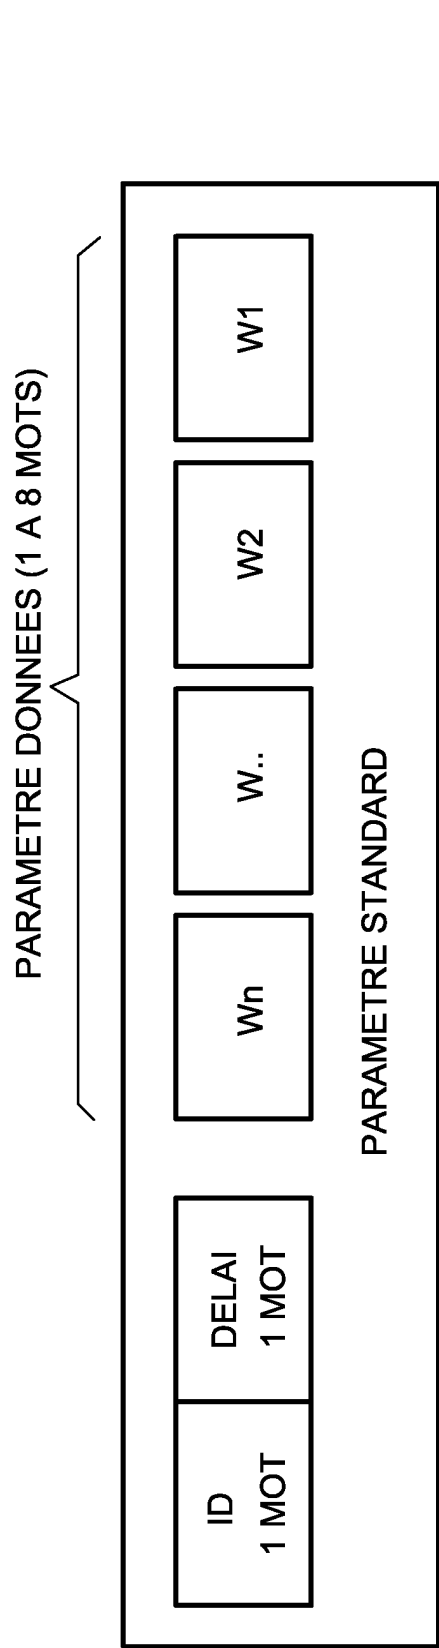 PARAMETRE DONNEES (1 A 8 MOTS)
ID
1 MOT
DELAI
1 MOT
Wn
W..
W2
W1
PARAMETRE STANDARD